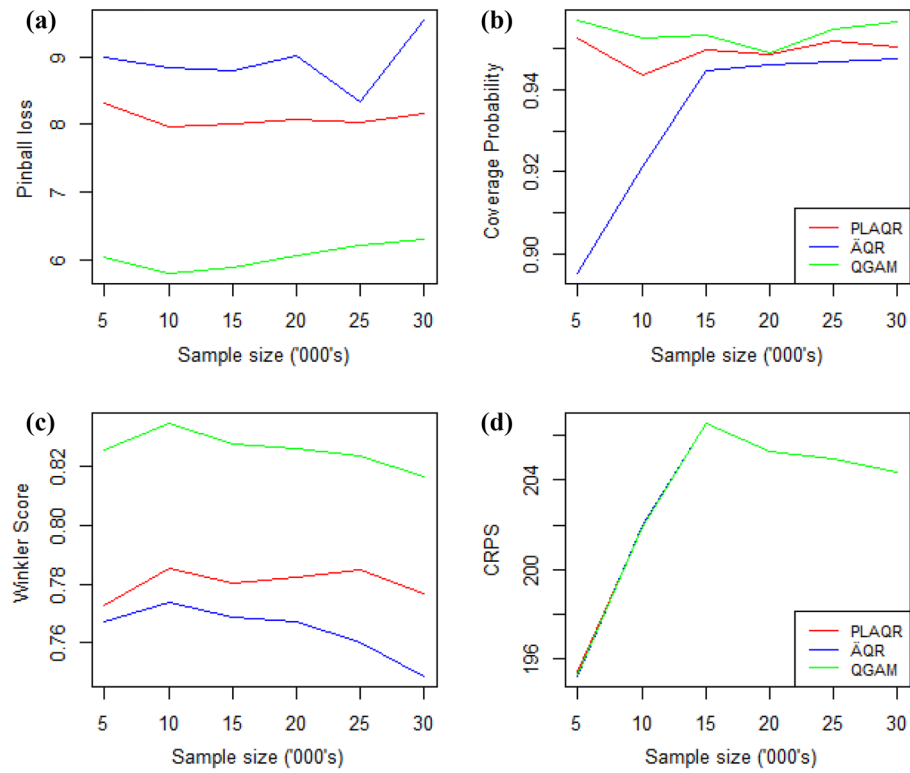 (a)
Pinball loss
9
8
7
6
5 10 15 20 25 30
Sample size ('000's)
(b)
Coverage Probability
0.94
0.92
0.90
PLAQR
ÄQR
QGAM
5 10 15 20 25 30
Sample size ('000's)
(c)
Winkler Score
0.82
0.80
0.78
0.76
5 10 15 20 25 30
Sample size ('000's)
(d)
CRPS
204
200
196
PLAQR
ÄQR
QGAM
5 10 15 20 25 30
Sample size ('000's)